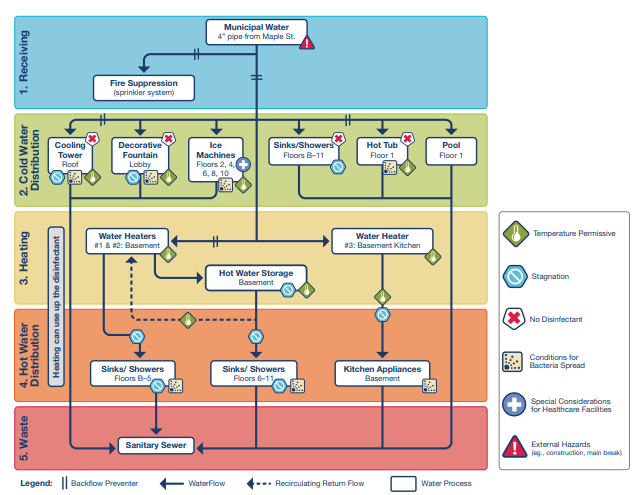 1. Receiving
Municipal Water
4" pipe from Maple St.
Fire Suppression
(sprinkler system)
2. Cold Water
Distribution
Cooling
Tower
Roof
Decorative
Fountain
Lobby
Ice
Machines
Floors 2, 4,
6, 8, 10
Sinks/Showers
Floors B–11
Hot Tub
Floor 1
Pool
Floor 1
3. Heating
Heating can use up the disinfectant
Water Heaters
#1 & #2: Basement
Water Heater
#3: Basement Kitchen
Hot Water Storage
Basement
4. Hot Water
Distribution
Sinks/ Showers
Floors B–5
Sinks/ Showers
Floors 6–11
Kitchen Appliances
Basement
5. Waste
Sanitary Sewer
Temperature Permissive
Stagnation
No Disinfectant
Conditions for
Bacteria Spread
Special Considerations
for Healthcare Facilities
External Hazards
(eg., construction, main break)
Legend:
Backflow Preventer
WaterFlow
Recirculating Return Flow
Water Process